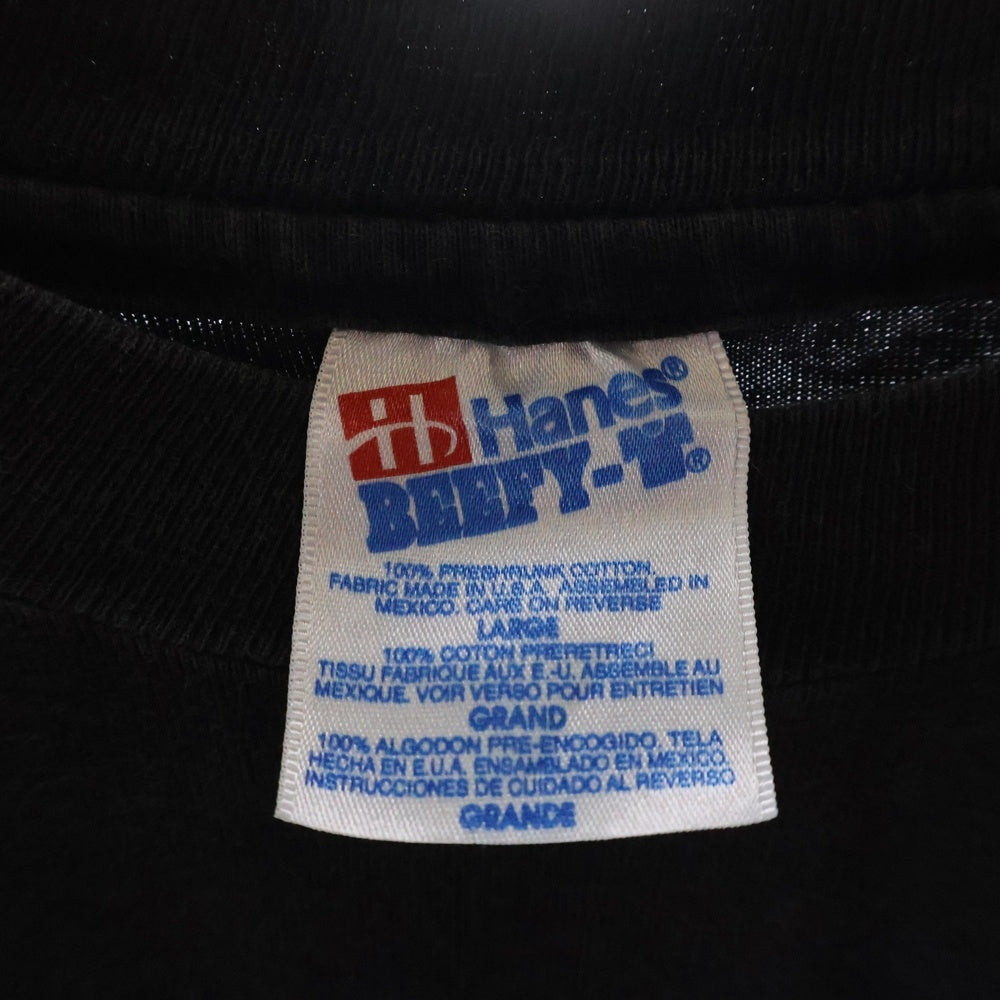 H Hanes®
BEEFY-T®
100% PRESHRUNK COTTON
FABRIC MADE IN U.S.A. ASSEMBLED IN
MEXICO. CARE ON REVERSE
LARGE
100% COTON PRERETRECI
TISSU FABRIQUE AUX E.-U. ASSEMBLE AU
MEXIQUE. VOIR VERSO POUR ENTRETIEN
GRAND
100% ALGODON PRE-ENCOGIDO. TELA
HECHA EN E.U.A. ENSAMBLADO EN MEXICO.
INSTRUCCIONES DE CUIDADO AL REVERSO
GRANDE